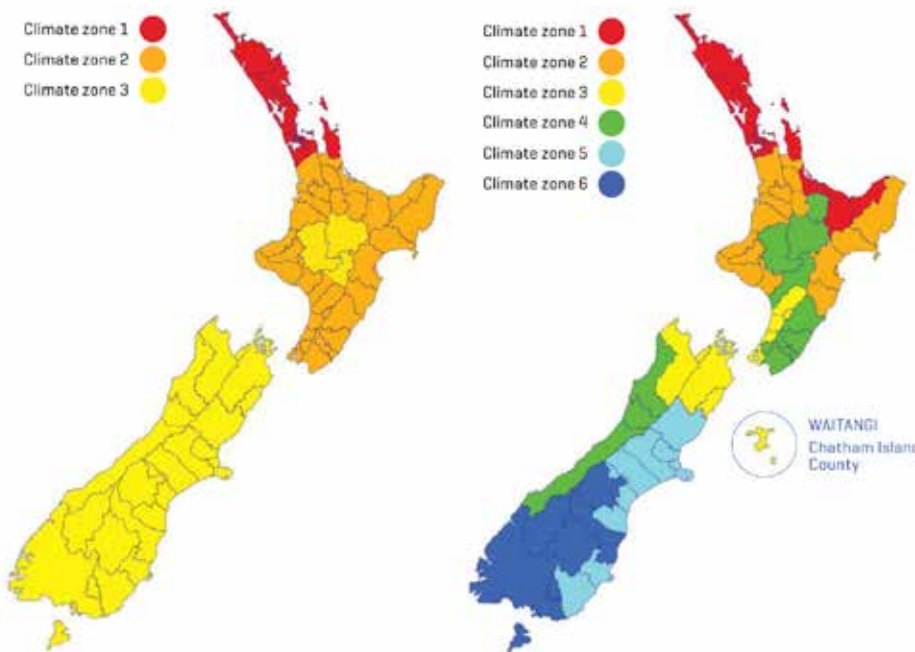 Climate zone 1
Climate zone 2
Climate zone 3
Climate zone 1
Climate zone 2
Climate zone 3
Climate zone 4
Climate zone 5
Climate zone 6
WAITANGI
Chatham Island
County